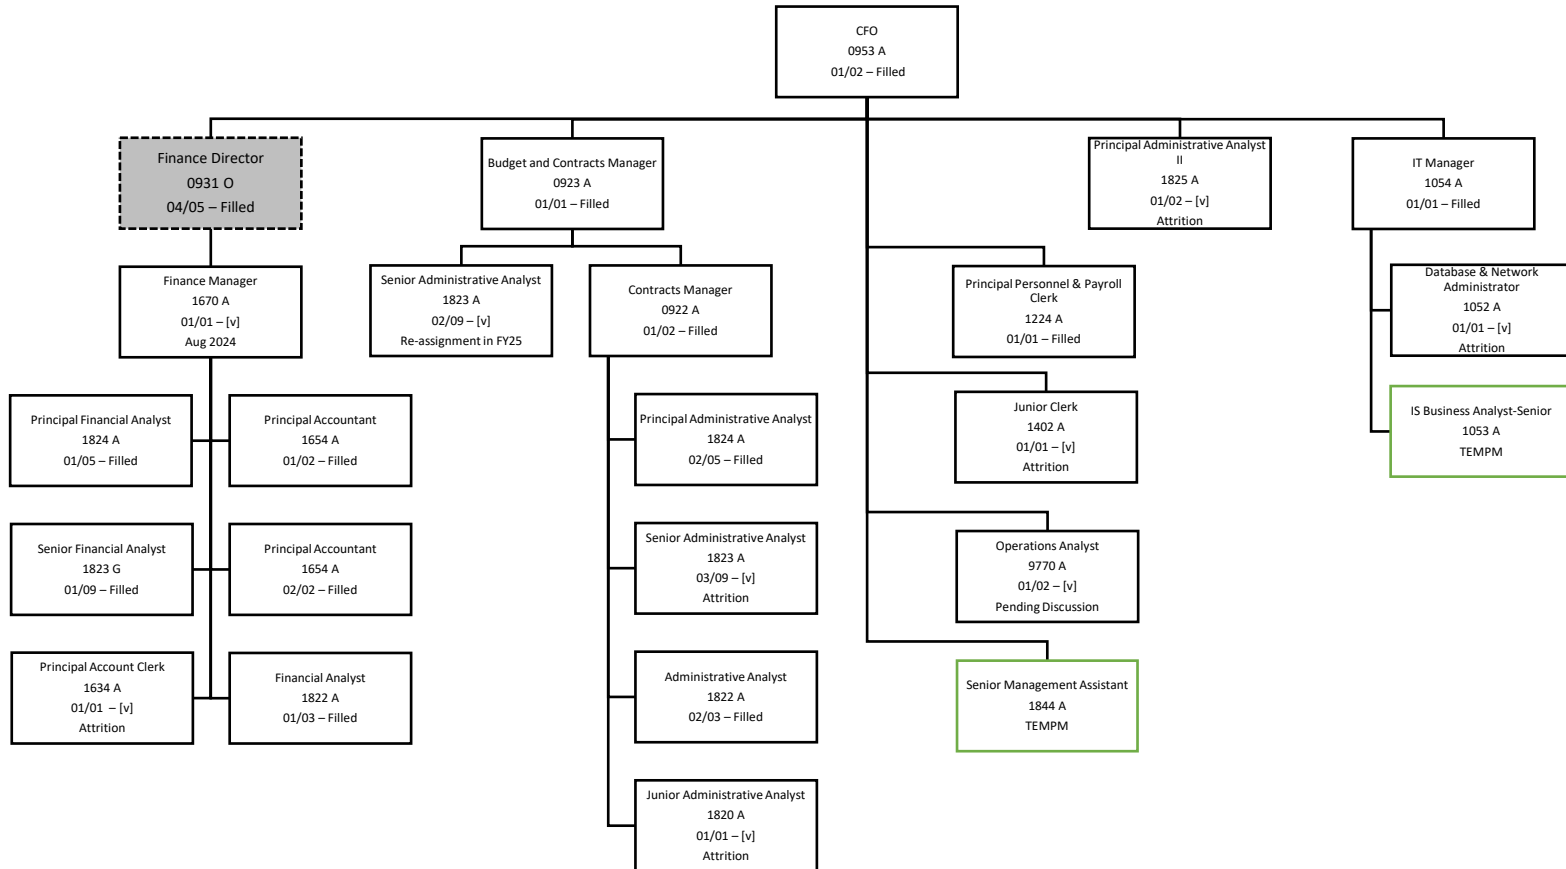 CFO
0953 A
01/02 – Filled
Finance Director
0931 O
04/05 – Filled
Budget and Contracts Manager
0923 A
01/01 – Filled
Principal Administrative Analyst
II
1825 A
01/02 – [v]
Attrition
IT Manager
1054 A
01/01 – Filled
Finance Manager
1670 A
01/01 – [v]
Aug 2024
Senior Administrative Analyst
1823 A
02/09 – [v]
Re-assignment in FY25
Contracts Manager
0922 A
01/02 – Filled
Principal Personnel & Payroll
Clerk
1224 A
01/01 – Filled
Database & Network
Administrator
1052 A
01/01 – [v]
Attrition
Principal Financial Analyst
1824 A
01/05 – Filled
Principal Accountant
1654 A
01/02 – Filled
Principal Administrative Analyst
1824 A
02/05 – Filled
Junior Clerk
1402 A
01/01 – [v]
Attrition
IS Business Analyst-Senior
1053 A
TEMPM
Senior Financial Analyst
1823 G
01/09 – Filled
Principal Accountant
1654 A
02/02 – Filled
Senior Administrative Analyst
1823 A
03/09 – [v]
Attrition
Operations Analyst
9770 A
01/02 – [v]
Pending Discussion
Principal Account Clerk
1634 A
01/01 – [v]
Attrition
Financial Analyst
1822 A
01/03 – Filled
Administrative Analyst
1822 A
02/03 – Filled
Senior Management Assistant
1844 A
TEMPM
Junior Administrative Analyst
1820 A
01/01 – [v]
Attrition